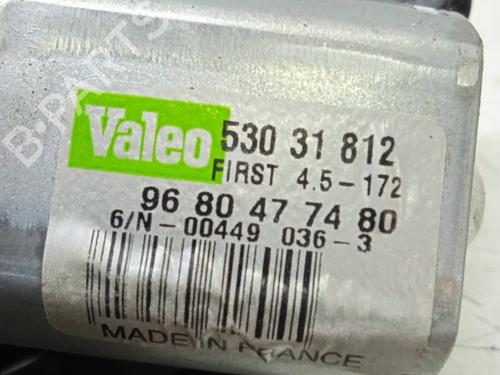 Valeo 530 31 812
FIRST 4.5-172
96 80 47 74 80
6/N-00449 036-3
MADE IN FRANCE
B-PARTS